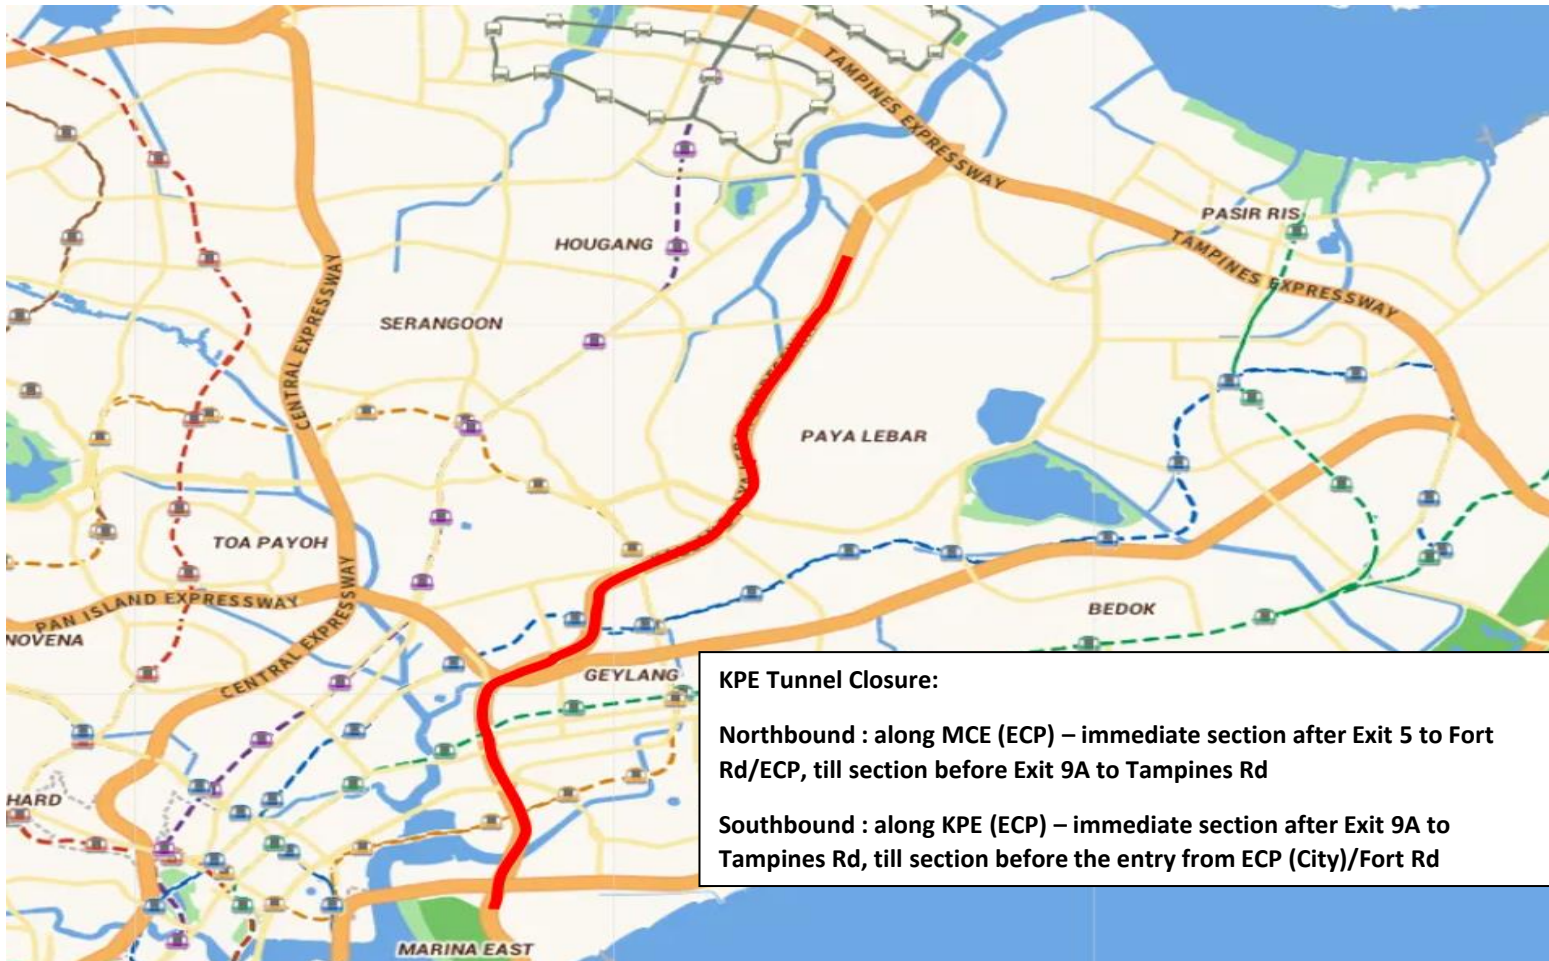 TAMPINES EXPRESSWAY
PASIR RIS
TAMPINES EXPRESSWAY
HOUGANG
CENTRAL EXPRESSWAY
SERANGOON
PAYA LEBAR
TOA PAYOH
PAN ISLAND EXPRESSWAY
CENTRAL EXPRESSWAY
NOVENA
BEDOK
GEYLANG
KPE Tunnel Closure:
Northbound : along MCE (ECP) – immediate section after Exit 5 to Fort
Rd/ECP, till section before Exit 9A to Tampines Rd
Southbound : along KPE (ECP) – immediate section after Exit 9A to
Tampines Rd, till section before the entry from ECP (City)/Fort Rd
HARD
MARINA EAST